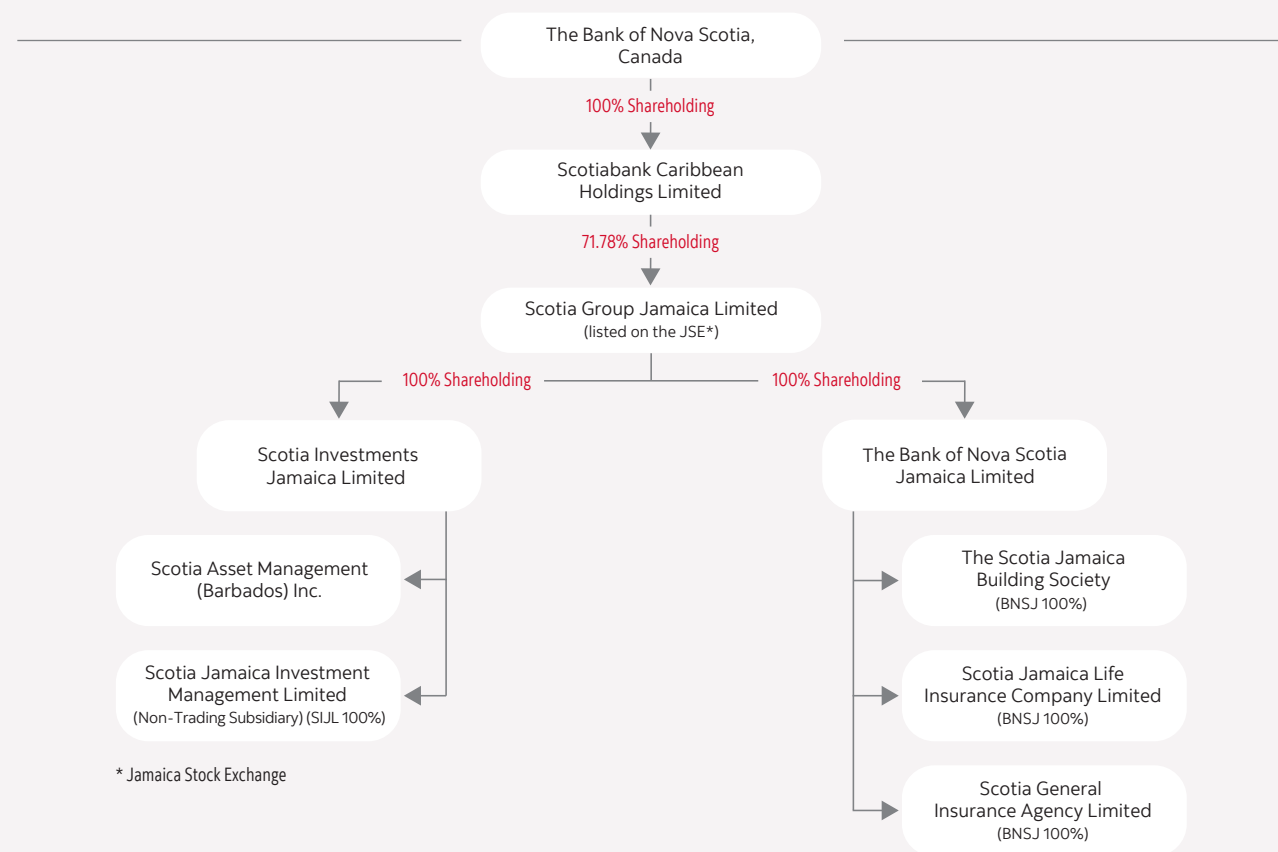 The Bank of Nova Scotia,
Canada
100% Shareholding
Scotiabank Caribbean
Holdings Limited
71.78% Shareholding
Scotia Group Jamaica Limited
(listed on the JSE*)
100% Shareholding
100% Shareholding
Scotia Investments
Jamaica Limited
The Bank of Nova Scotia
Jamaica Limited
Scotia Asset Management
(Barbados) Inc.
Scotia Jamaica Investment
Management Limited
(Non-Trading Subsidiary) (SIJL 100%)
The Scotia Jamaica
Building Society
(BNSJ 100%)
Scotia Jamaica Life
Insurance Company Limited
(BNSJ 100%)
Scotia General
Insurance Agency Limited
(BNSJ 100%)
* Jamaica Stock Exchange